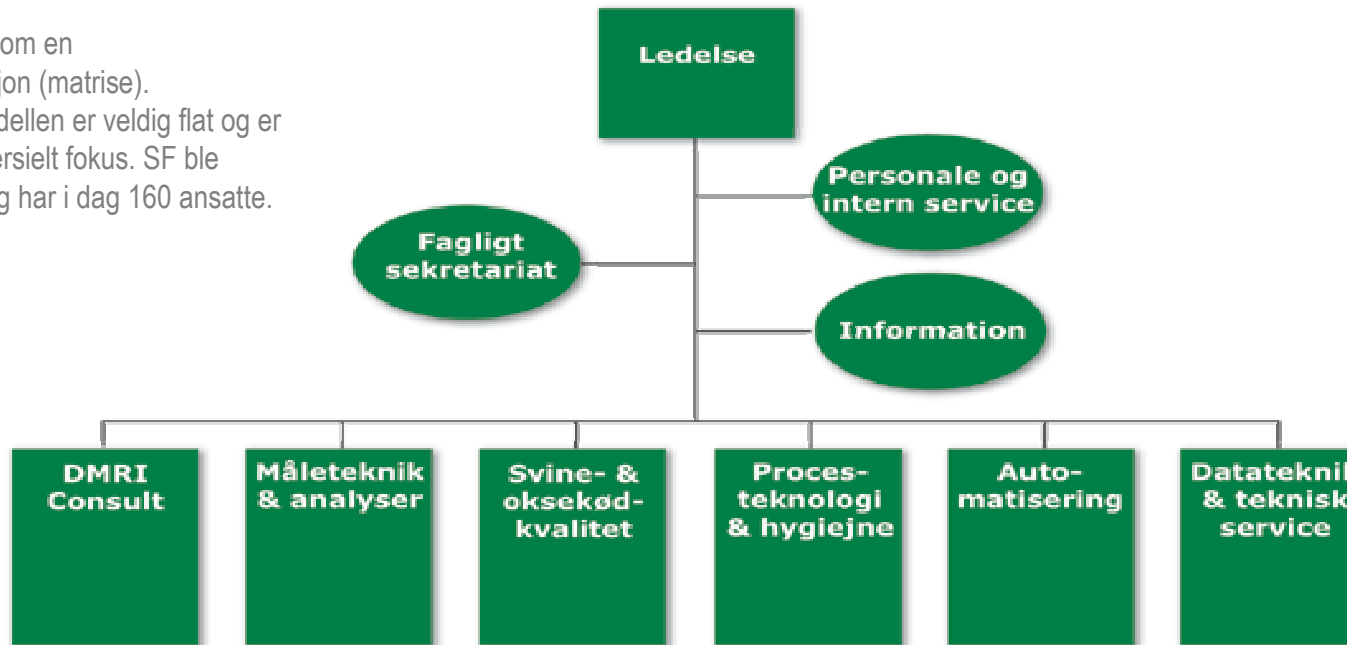 om en
jon (matrise).
dellen er veldig flat og er
ersielt fokus. SF ble
g har i dag 160 ansatte.
Ledelse
Personale og
intern service
Fagligt
sekretariat
Information
DMRI
Consult
Måleteknik
& analyser
Svine- &
oksekød-
kvalitet
Proces-
teknologi
& hygiejne
Auto-
matisering
Datateknik
& teknisk
service